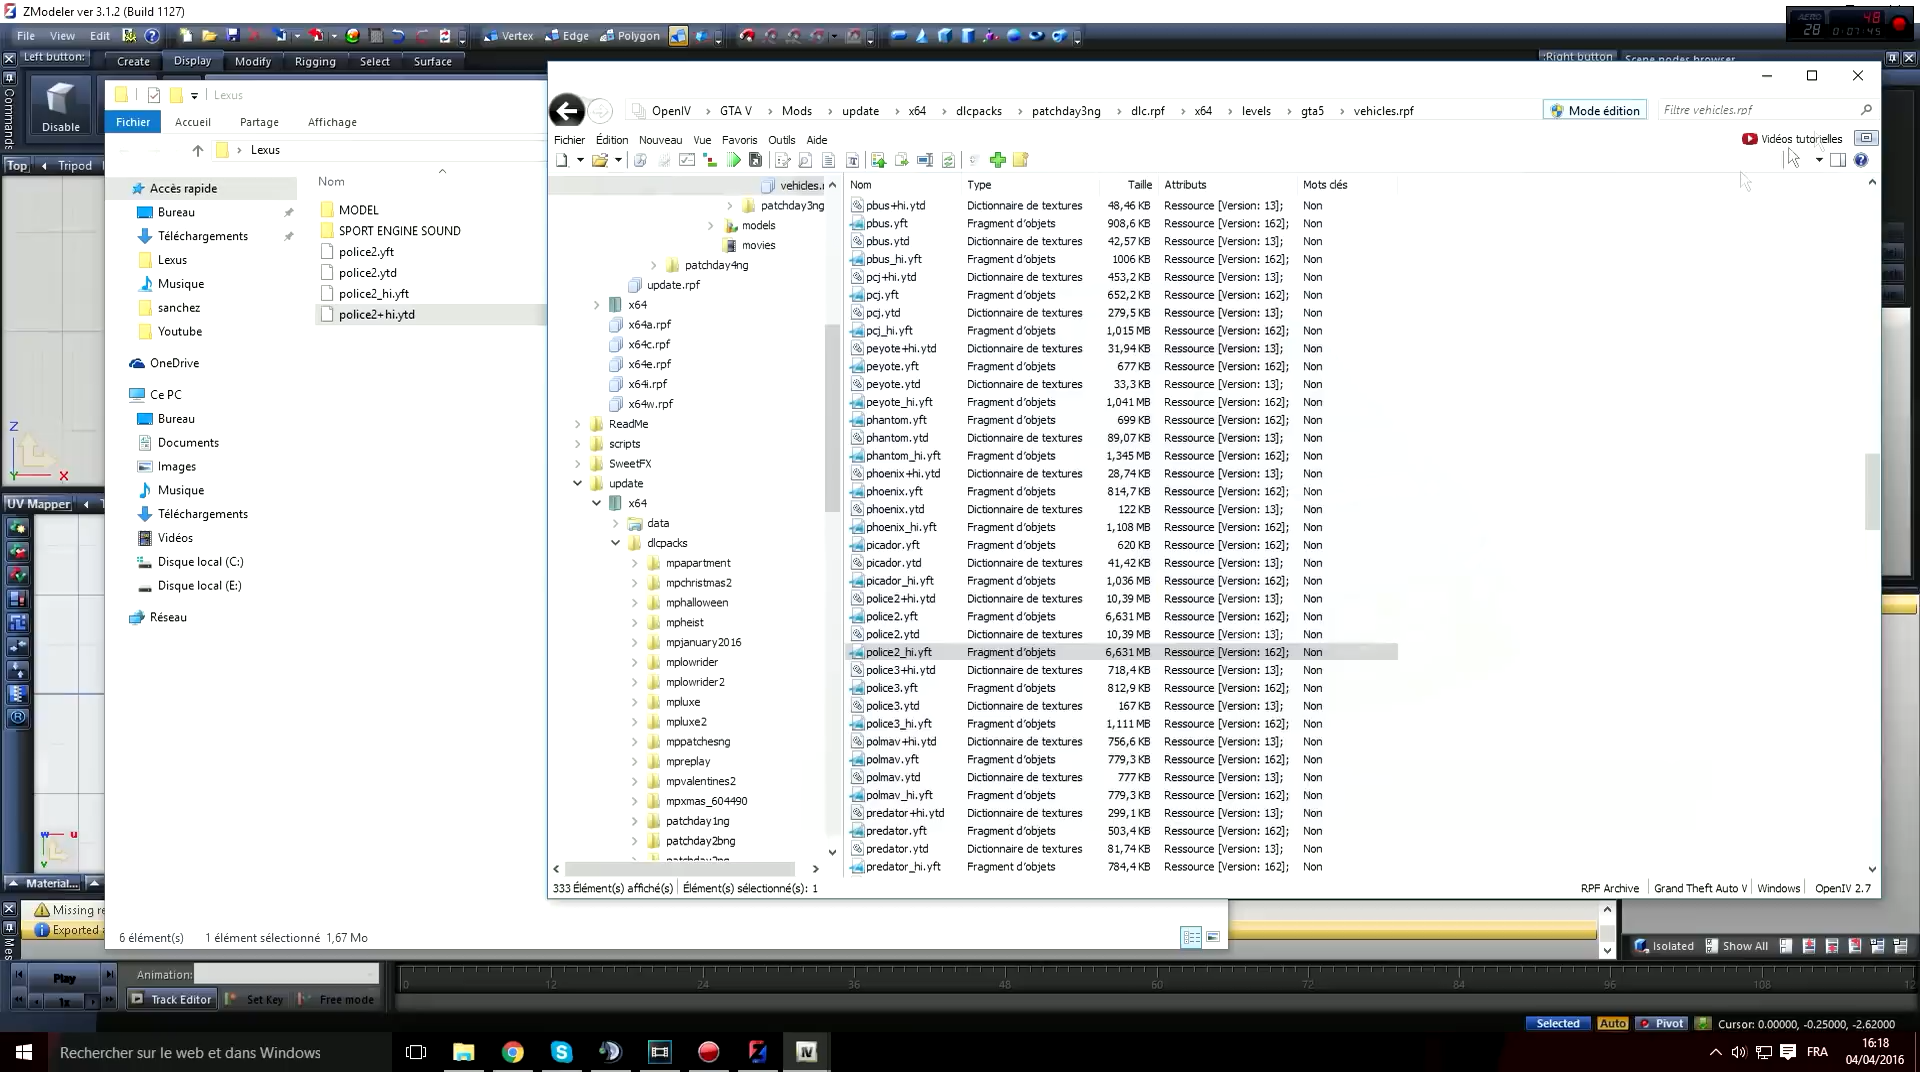 ZModeler ver 3.1.2 (Build 1127)
File View Edit
Vertex Edge Polygon
AERO 28 48 0:07:45
Left button:
:Right button
Create Display Modify Rigging Select Surface
Commands
Disable
Top Tripod
Lexus
Fichier Accueil Partage Affichage
Lexus
Nom
Accès rapide
Bureau
Téléchargements
Lexus
Musique
sanchez
Youtube
OneDrive
Ce PC
Bureau
Documents
Images
Musique
Téléchargements
Vidéos
Disque local (C:)
Disque local (E:)
Réseau
MODEL
SPORT ENGINE SOUND
police2.yft
police2.ytd
police2_hi.yft
police2+hi.ytd
6 élément(s) 1 élément sélectionné 1,67 Mo
OpenIV GTA V Mods update x64 dlcpacks patchday3ng dlc.rpf x64 levels gta5 vehicles.rpf
Mode édition
Filtre vehicles.rpf
Fichier Édition Nouveau Vue Favoris Outils Aide
Vidéos tutorielles
vehicles.r
patchday3ng
models
movies
patchday4ng
update.rpf
x64
x64a.rpf
x64c.rpf
x64e.rpf
x64i.rpf
x64w.rpf
ReadMe
scripts
SweetFX
update
x64
data
dlcpacks
mpapartment
mpchristmas2
mphalloween
mpheist
mpjanuary2016
mplowrider
mplowrider2
mpluxe
mpluxe2
mppatchesng
mpreplay
mpvalentines2
mpxmas_604490
patchday1ng
patchday2bng
Nom Type Taille Attributs Mots clés
pbus+hi.ytd Dictionnaire de textures 48,46 KB Ressource [Version: 13]; Non
pbus.yft Fragment d'objets 908,6 KB Ressource [Version: 162]; Non
pbus.ytd Dictionnaire de textures 42,57 KB Ressource [Version: 13]; Non
pbus_hi.yft Fragment d'objets 1006 KB Ressource [Version: 162]; Non
pcj+hi.ytd Dictionnaire de textures 453,2 KB Ressource [Version: 13]; Non
pcj.yft Fragment d'objets 652,2 KB Ressource [Version: 162]; Non
pcj.ytd Dictionnaire de textures 279,5 KB Ressource [Version: 13]; Non
pcj_hi.yft Fragment d'objets 1,015 MB Ressource [Version: 162]; Non
peyote+hi.ytd Dictionnaire de textures 31,94 KB Ressource [Version: 13]; Non
peyote.yft Fragment d'objets 677 KB Ressource [Version: 162]; Non
peyote.ytd Dictionnaire de textures 33,3 KB Ressource [Version: 13]; Non
peyote_hi.yft Fragment d'objets 1,041 MB Ressource [Version: 162]; Non
phantom.yft Fragment d'objets 699 KB Ressource [Version: 162]; Non
phantom.ytd Dictionnaire de textures 89,07 KB Ressource [Version: 13]; Non
phantom_hi.yft Fragment d'objets 1,345 MB Ressource [Version: 162]; Non
phoenix+hi.ytd Dictionnaire de textures 28,74 KB Ressource [Version: 13]; Non
phoenix.yft Fragment d'objets 814,7 KB Ressource [Version: 162]; Non
phoenix.ytd Dictionnaire de textures 122 KB Ressource [Version: 13]; Non
phoenix_hi.yft Fragment d'objets 1,108 MB Ressource [Version: 162]; Non
picador.yft Fragment d'objets 620 KB Ressource [Version: 162]; Non
picador.ytd Dictionnaire de textures 41,42 KB Ressource [Version: 13]; Non
picador_hi.yft Fragment d'objets 1,036 MB Ressource [Version: 162]; Non
police2+hi.ytd Dictionnaire de textures 10,39 MB Ressource [Version: 13]; Non
police2.yft Fragment d'objets 6,631 MB Ressource [Version: 162]; Non
police2.ytd Dictionnaire de textures 10,39 MB Ressource [Version: 13]; Non
police2_hi.yft Fragment d'objets 6,631 MB Ressource [Version: 162]; Non
police3+hi.ytd Dictionnaire de textures 718,4 KB Ressource [Version: 13]; Non
police3.yft Fragment d'objets 812,9 KB Ressource [Version: 162]; Non
police3.ytd Dictionnaire de textures 167 KB Ressource [Version: 13]; Non
police3_hi.yft Fragment d'objets 1,111 MB Ressource [Version: 162]; Non
polmav+hi.ytd Dictionnaire de textures 756,6 KB Ressource [Version: 13]; Non
polmav.yft Fragment d'objets 779,3 KB Ressource [Version: 162]; Non
polmav.ytd Dictionnaire de textures 777 KB Ressource [Version: 13]; Non
polmav_hi.yft Fragment d'objets 779,3 KB Ressource [Version: 162]; Non
predator+hi.ytd Dictionnaire de textures 299,1 KB Ressource [Version: 13]; Non
predator.yft Fragment d'objets 503,4 KB Ressource [Version: 162]; Non
predator.ytd Dictionnaire de textures 81,74 KB Ressource [Version: 13]; Non
predator_hi.yft Fragment d'objets 784,4 KB Ressource [Version: 162]; Non
333 Élément(s) affiché(s) Élément(s) sélectionné(s): 1
RPF Archive Grand Theft Auto V Windows OpenIV 2.7
Z
Y X
UV Mapper
w u
v
Material...
Missing re
Exported
Isolated Show All
Play
1x
Animation:
Track Editor Set Key Free mode
0 12 24 36 48 60 72 84 96 108 12
Selected Auto Pivot Cursor: 0.00000, -0.25000, -2.62000
Rechercher sur le web et dans Windows
FRA
16:18
04/04/2016